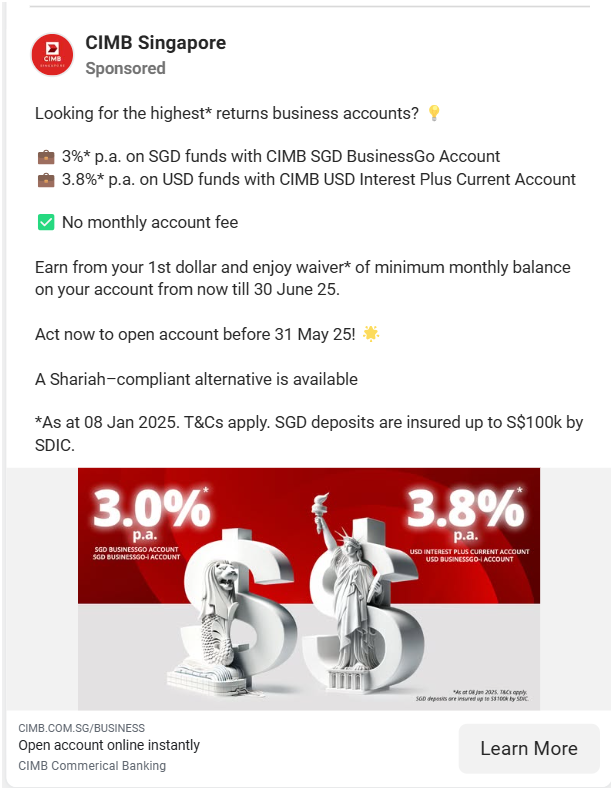 CIMB Singapore
Sponsored
Looking for the highest* returns business accounts? 💡
💼 3%* p.a. on SGD funds with CIMB SGD BusinessGo Account
💼 3.8%* p.a. on USD funds with CIMB USD Interest Plus Current Account
✅ No monthly account fee
Earn from your 1st dollar and enjoy waiver* of minimum monthly balance
on your account from now till 30 June 25.
Act now to open account before 31 May 25! 🌟
A Shariah–compliant alternative is available
*As at 08 Jan 2025. T&Cs apply. SGD deposits are insured up to S$100k by
SDIC.
3.0%*
p.a.
SGD BUSINESSGO ACCOUNT
SGD BUSINESSGO-I ACCOUNT
3.8%*
p.a.
USD INTEREST PLUS CURRENT ACCOUNT
USD BUSINESSGO-I ACCOUNT
*As at 08 Jan 2025. T&Cs apply.
SGD deposits are insured up to S$100k by SDIC.
CIMB.COM.SG/BUSINESS
Open account online instantly
CIMB Commerical Banking
Learn More